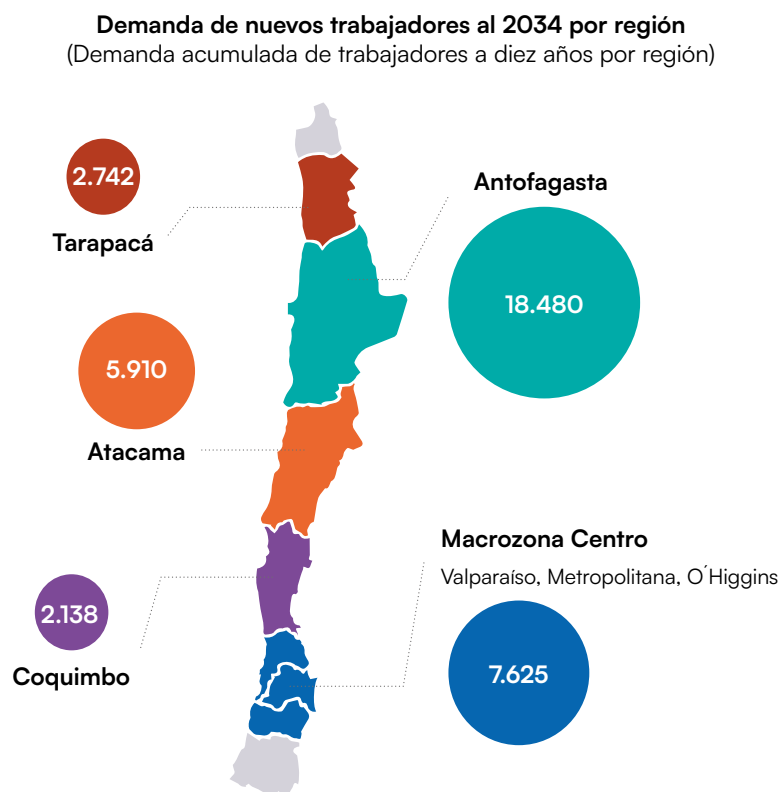 Demanda de nuevos trabajadores al 2034 por región
(Demanda acumulada de trabajadores a diez años por región)
2.742
Tarapacá
Antofagasta
18.480
5.910
Atacama
Macrozona Centro
Valparaíso, Metropolitana, O´Higgins
2.138
Coquimbo
7.625